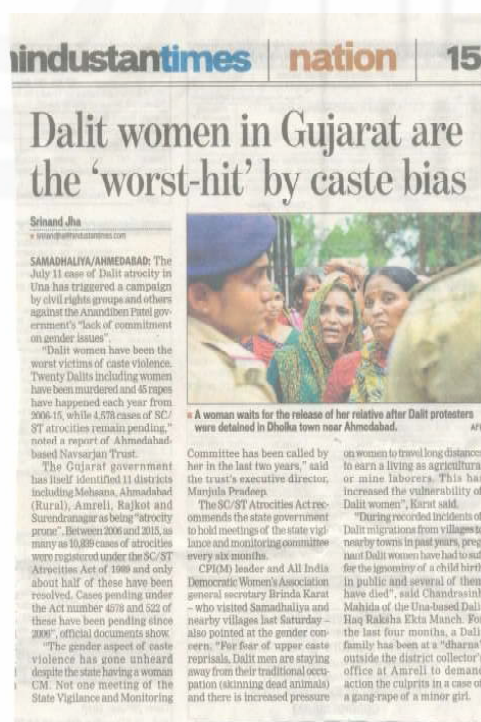 hindustantimes nation 15
Dalit women in Gujarat are
the ‘worst-hit’ by caste bias
Srinand Jha
SAMADHALIYA/AHMEDABAD: The
July 11 case of Dalit atrocity in
Una has triggered a campaign
by civil rights groups and others
against the Anandiben Patel gov-
ernment's “lack of commitment
on gender issues”.
“Dalit women have been the
worst victims of caste violence.
Twenty Dalits including women
have been murdered and 45 rapes
have happened each year from
2006-15, while 4,578 cases of SC/
ST atrocities remain pending,”
noted a report of Ahmedabad-
based Navsarjan Trust.
The Gujarat government
has itself identified 11 districts
including Mehsana, Ahmadabad
(Rural), Amreli, Rajkot and
Surendranagar as being “atrocity
prone”. Between 2006 and 2015, as
many as 10,839 cases of atrocities
were registered under the SC/ST
Atrocities Act of 1989 and only
about half of these have been
resolved. Cases pending under
the Act number 4578 and 522 of
these have been pending since
2006”, official documents show.
“The gender aspect of caste
violence has gone unheard
despite the state having a woman
CM. Not one meeting of the
State Vigilance and Monitoring
A woman waits for the release of her relative after Dalit protesters
were detained in Dholka town near Ahmedabad.
Committee has been called by
her in the last two years,” said
the trust's executive director,
Manjula Pradeep.
The SC/ST Atrocities Act rec-
ommends the state government
to hold meetings of the state vigi-
lance and monitoring committee
every six months.
CPI(M) leader and All India
Democratic Women's Association
general secretary Brinda Karat
– who visited Samadhaliya and
nearby villages last Saturday –
also pointed at the gender con-
cern. “For fear of upper caste
reprisals, Dalit men are staying
away from their traditional occu-
pation (skinning dead animals)
and there is increased pressure
on women to travel long distances
to earn a living as agricultura
or mine laborers. This has
increased the vulnerability of
Dalit women”, Karat said.
“During recorded incidents of
Dalit migrations from villages to
nearby towns in past years, preg
nant Dalit women have had to suf
fer the ignominy of a child birth
in public and several of them
have died”, said Chandrasinh
Mahida of the Una-based Dali
Haq Raksha Ekta Manch. For
the last four months, a Dali
family has been at a “dharna’
outside the district collector's
office at Amreli to demand
action the culprits in a case of
a gang-rape of a minor girl.